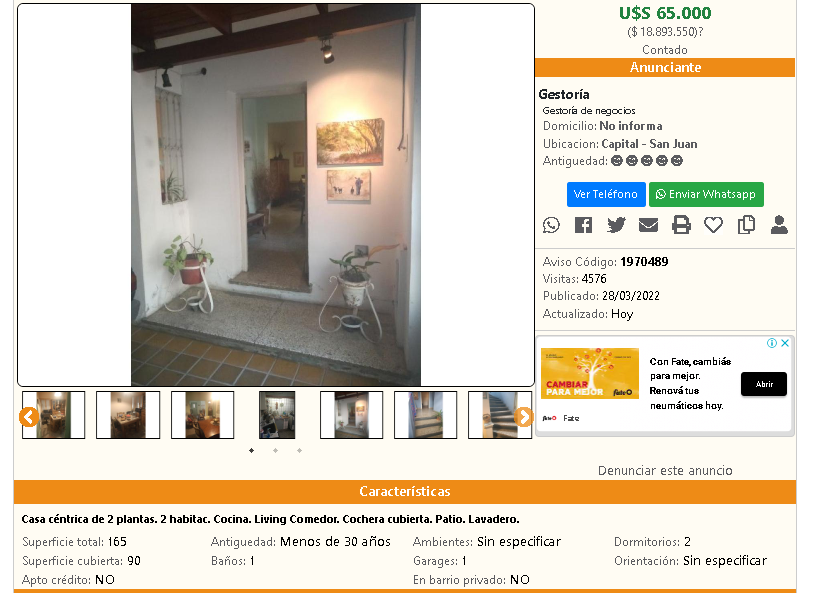 U$S 65.000
($ 18.893.550)?
Contado
Anunciante
Gestoría
Gestoría de negocios
Domicilio: No informa
Ubicacion: Capital - San Juan
Antiguedad:
Ver Teléfono
Enviar Whatsapp
Aviso Código: 1970489
Visitas: 4576
Publicado: 28/03/2022
Actualizado: Hoy
CAMBIAR
PARA MEJOR
fate
Con Fate, cambiás
para mejor.
Renová tus
neumáticos hoy.
Abrir
fate
Fate
Denunciar este anuncio
Características
Casa céntrica de 2 plantas. 2 habitac. Cocina. Living Comedor. Cochera cubierta. Patio. Lavadero.
Superficie total: 165 Antiguedad: Menos de 30 años Ambientes: Sin especificar Dormitorios: 2
Superficie cubierta: 90 Baños: 1 Garages: 1 Orientación: Sin especificar
Apto crédito: NO En barrio privado: NO